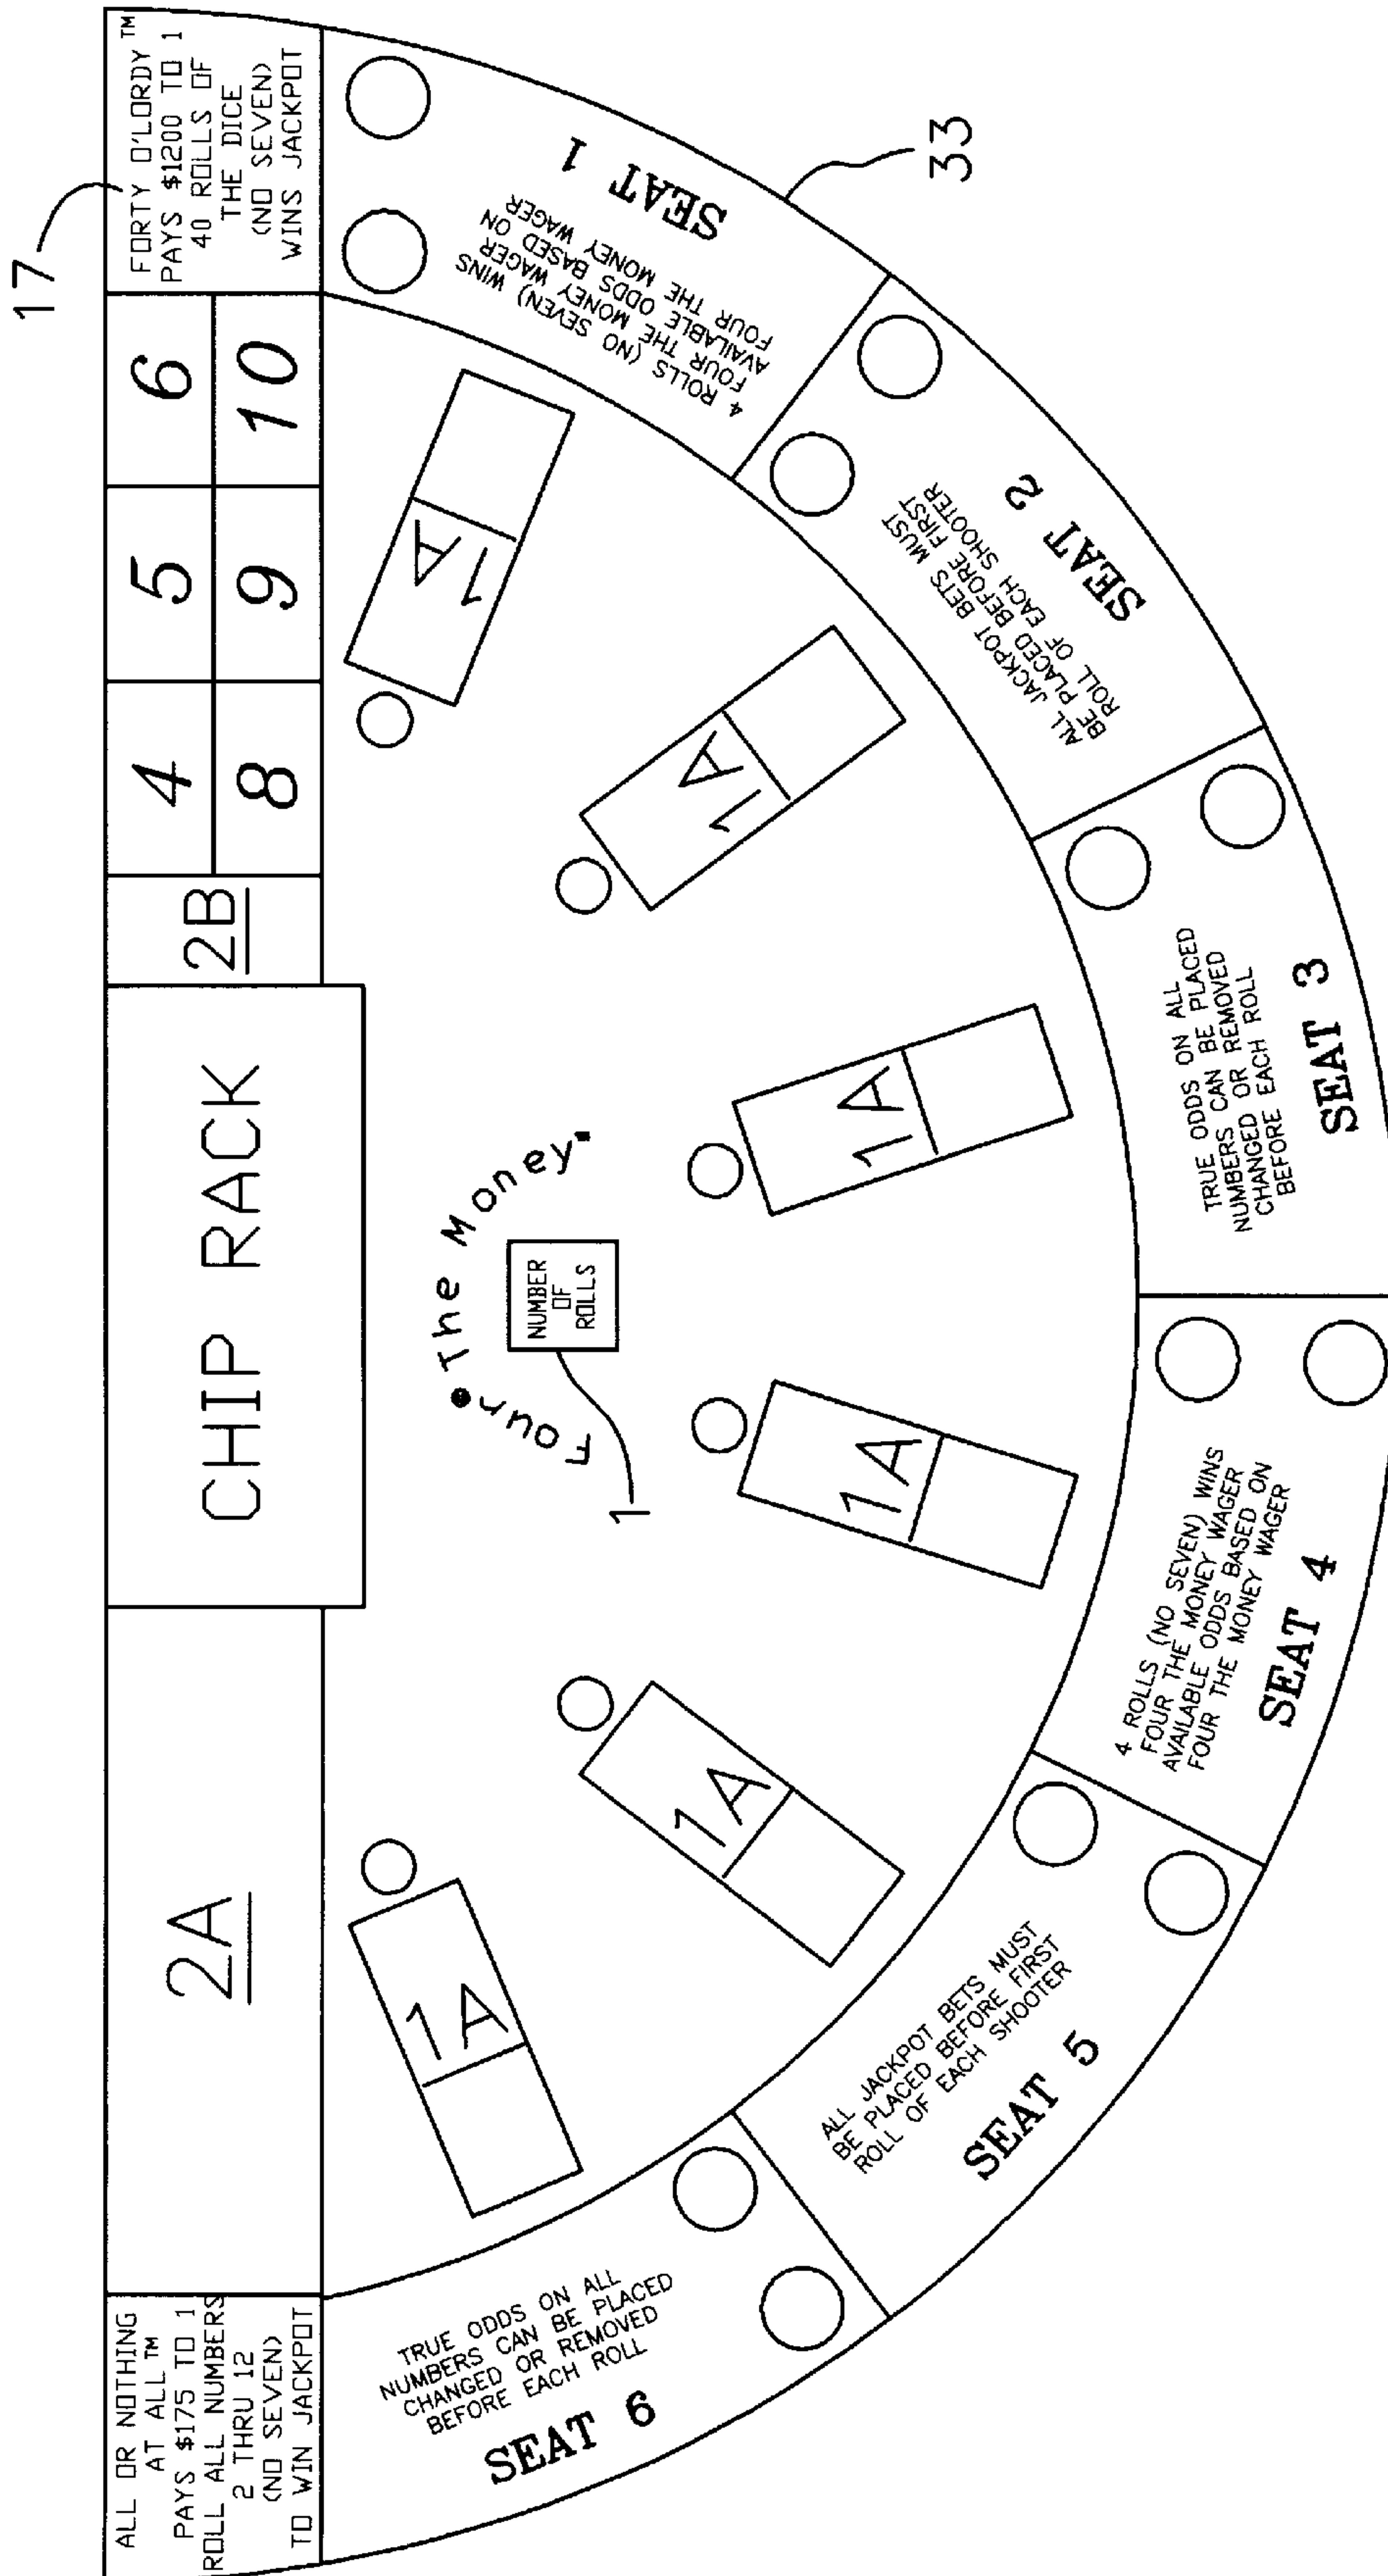 17
ALL OR NOTHING
AT ALL™
PAYS $175 TO 1
ROLL ALL NUMBERS
2 THRU 12
(NO SEVEN)
TO WIN JACKPOT
2A
CHIP RACK
2B
4
5
6
8
9
10
FORTY O'LORDY™
PAYS $1200 TO 1
40 ROLLS OF
THE DICE
(NO SEVEN)
WINS JACKPOT
Four The Money
NUMBER
OF
ROLLS
1
1A
1A
1A
1A
1A
1A
TRUE ODDS ON ALL
NUMBERS CAN BE PLACED
CHANGED OR REMOVED
BEFORE EACH ROLL
SEAT 6
ALL JACKPOT BETS MUST
BE PLACED BEFORE FIRST
ROLL OF EACH SHOOTER
SEAT 5
4 ROLLS (NO SEVEN) WINS
FOUR THE MONEY WAGER
AVAILABLE ODDS BASED ON
FOUR THE MONEY WAGER
SEAT 4
TRUE ODDS ON ALL
NUMBERS CAN BE PLACED
CHANGED OR REMOVED
BEFORE EACH ROLL
SEAT 3
ALL JACKPOT BETS MUST
BE PLACED BEFORE FIRST
ROLL OF EACH SHOOTER
SEAT 2
4 ROLLS (NO SEVEN) WINS
FOUR THE MONEY WAGER
AVAILABLE ODDS BASED ON
FOUR THE MONEY WAGER
SEAT 1
33